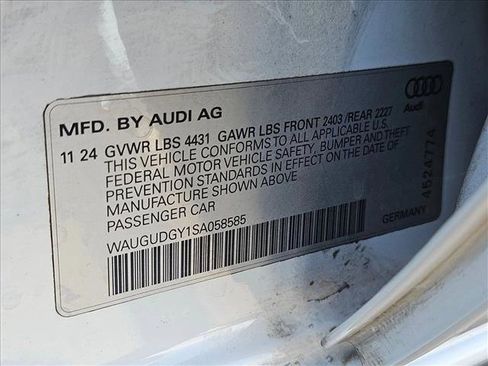 MFD. BY AUDI AG
Audi
11 24 GVWR LBS 4431 GAWR LBS FRONT 2403 /REAR 2227
THIS VEHICLE CONFORMS TO ALL APPLICABLE U.S.
FEDERAL MOTOR VEHICLE SAFETY, BUMPER AND THEFT
PREVENTION STANDARDS IN EFFECT ON THE DATE OF
MANUFACTURE SHOWN ABOVE
PASSENGER CAR
WAUGUDGY1SA058585
GERMANY
4524774